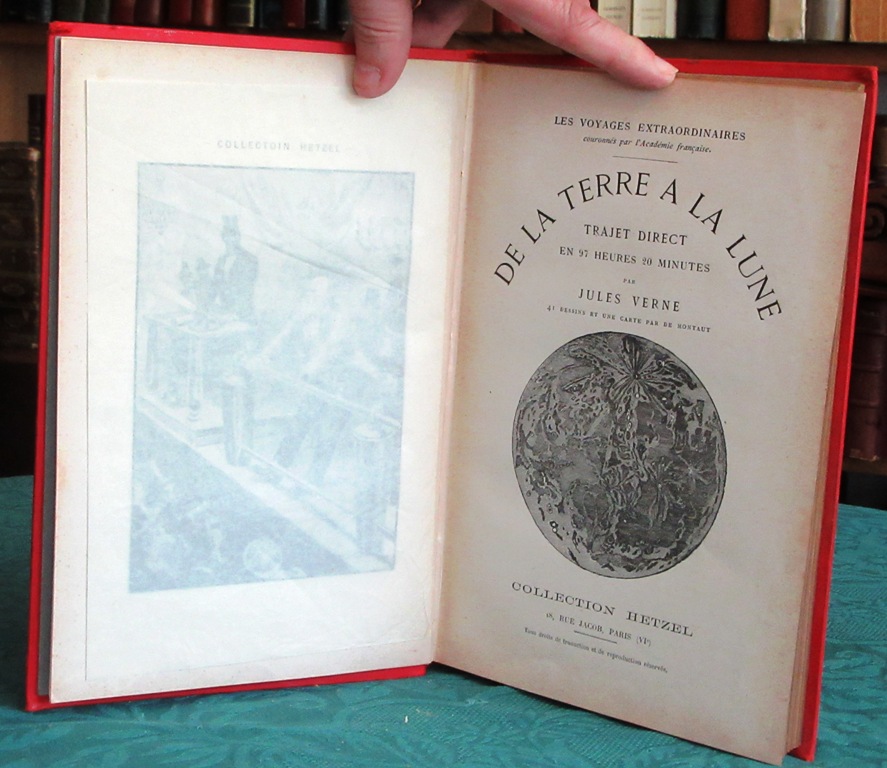 COLLECTOIN HETZEL
LES VOYAGES EXTRAORDINAIRES
couronnés par l'Académie française.
DE LA TERRE A LA LUNE
TRAJET DIRECT
EN 97 HEURES 20 MINUTES
PAR
JULES VERNE
41 DESSINS ET UNE CARTE PAR DE MONTAUT
COLLECTION HETZEL
18, RUE JACOB, PARIS (VIe)
Tous droits de traduction et de reproduction réservés.